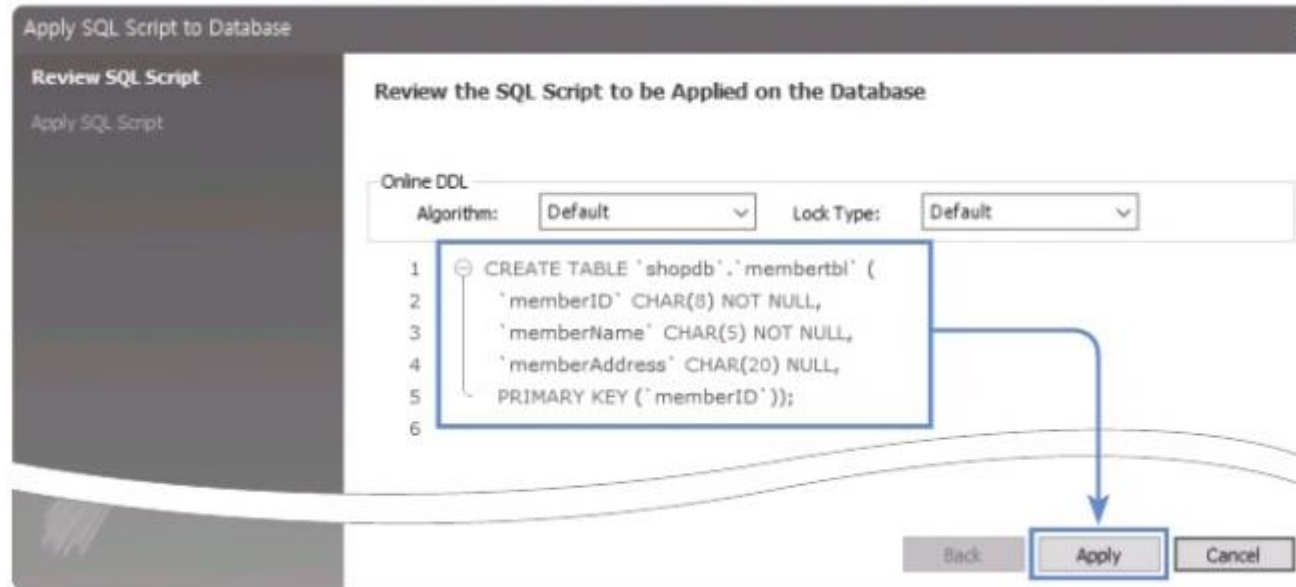 Apply SQL Script to Database
Review SQL Script
Apply SQL Script
Review the SQL Script to be Applied on the Database
Online DDL
Algorithm: Default Lock Type: Default
1 CREATE TABLE `shopdb`.`membertbl` (
2 `memberID` CHAR(8) NOT NULL,
3 `memberName` CHAR(5) NOT NULL,
4 `memberAddress` CHAR(20) NULL,
5 PRIMARY KEY (`memberID`));
6
Back Apply Cancel